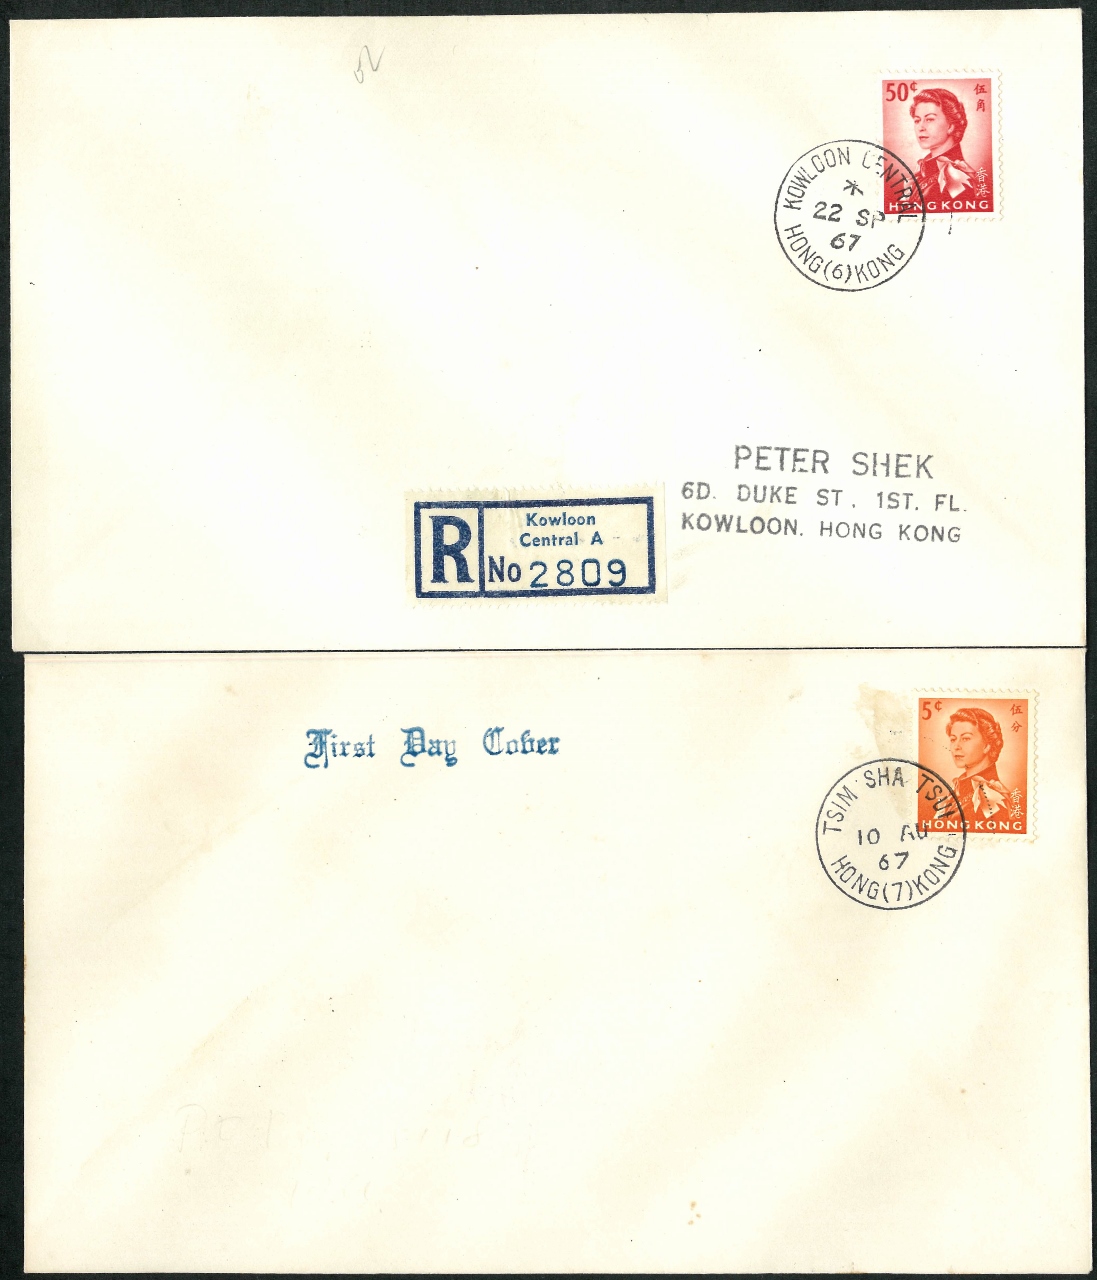 50¢
伍角
香港
HONG KONG
KOWLOON CENTRAL
*
22 SP
67
HONG (6) KONG
PETER SHEK
6D. DUKE ST. 1ST. FL.
KOWLOON. HONG KONG
R
Kowloon
Central A
No 2809
First Day Cover
5¢
伍分
香港
HONG KONG
TSIM SHA TSUI
10 AU
67
HONG (7) KONG